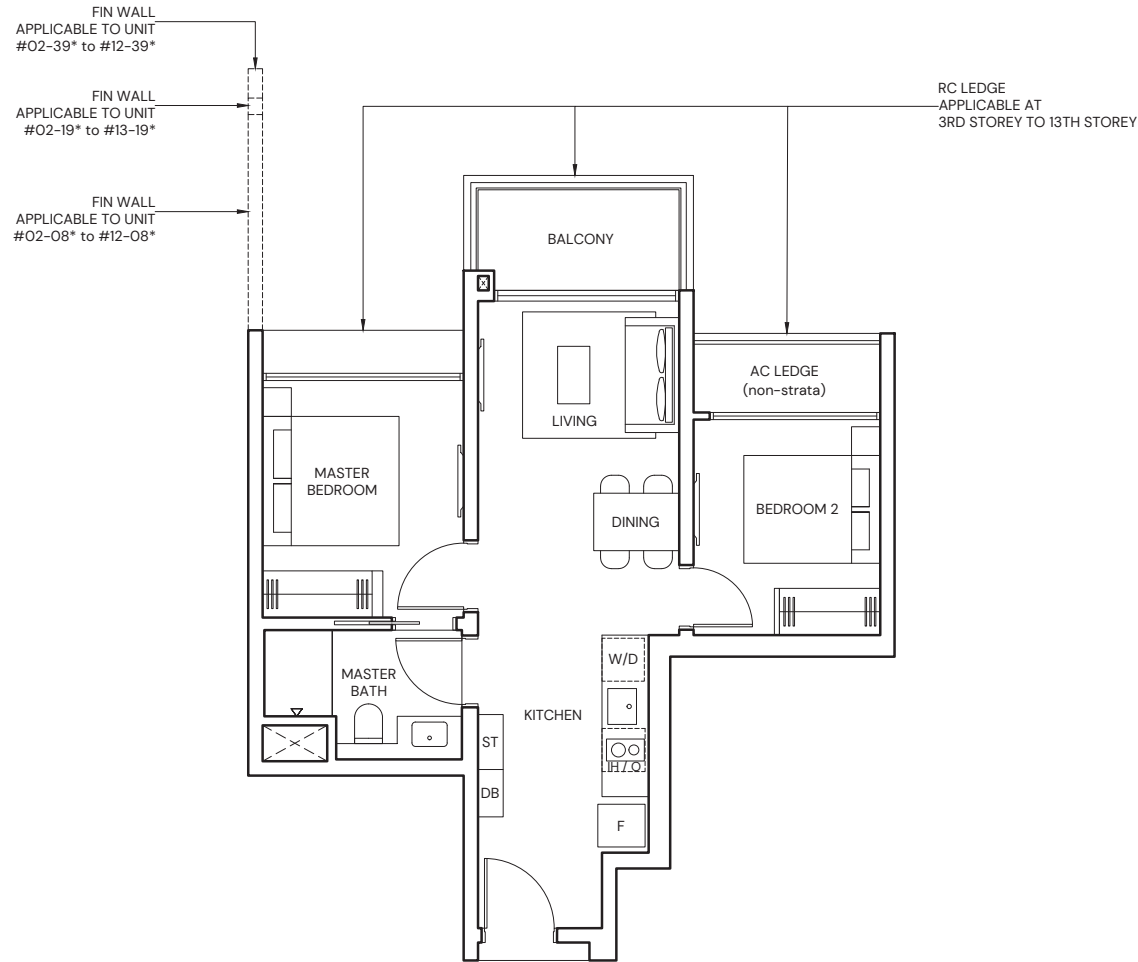 FIN WALL
APPLICABLE TO UNIT
#02-39* to #12-39*
FIN WALL
APPLICABLE TO UNIT
#02-19* to #13-19*
FIN WALL
APPLICABLE TO UNIT
#02-08* to #12-08*
RC LEDGE
APPLICABLE AT
3RD STOREY TO 13TH STOREY
BALCONY
AC LEDGE
(non-strata)
LIVING
MASTER
BEDROOM
BEDROOM 2
DINING
W/D
MASTER
BATH
KITCHEN
ST
IH / O
DB
F